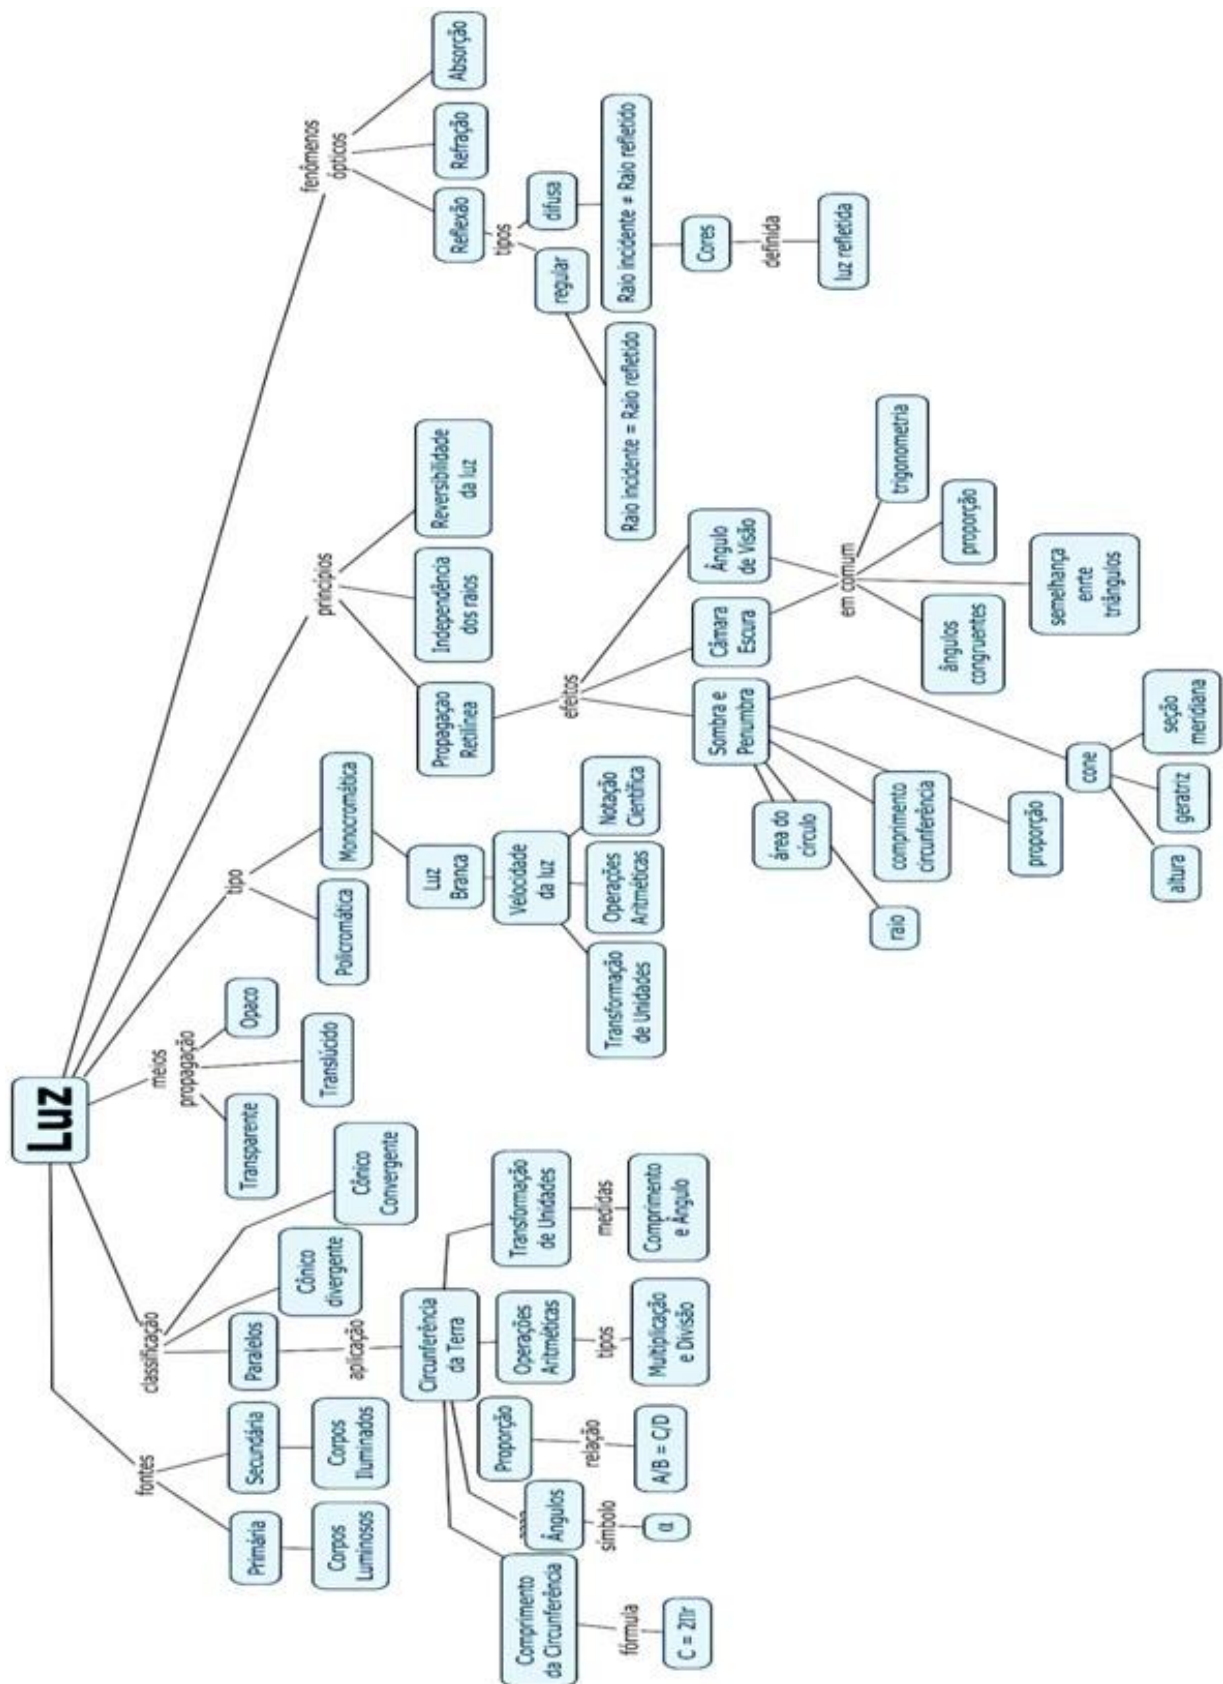 Luz
fontes
Primária
Corpos
Luminosos
Secundária
Corpos
Iluminados
classificação
Paralelos
aplicação
Circunferência
da Terra
Comprimento
da Circunferência
fórmula
C = 2Πr
????
Ângulos
símbolo
α
Proporção
relação
A/B = C/D
Operações
Aritméticas
tipos
Multiplicação
e Divisão
Transformação
de Unidades
medidas
Comprimento
e Ângulo
Cônico
divergente
Cônico
Convergente
meios
propagação
Transparente
Translúcido
Opaco
tipo
Policromática
Monocromática
Luz
Branca
Velocidade
da luz
Transformação
de Unidades
Operações
Aritméticas
Notação
Científica
princípios
Propagação
Retilínea
Independência
dos raios
Reversibilidade
da luz
efeitos
Sombra e
Penumbra
Câmara
Escura
Ângulo
de Visão
área do
círculo
raio
comprimento
circunferência
proporção
cone
altura
geratriz
seção
meridiana
em comum
ângulos
congruentes
semelhança
enrte
triângulos
proporção
trigonometria
fenômenos
ópticos
Reflexão
Refração
Absorção
tipos
regular
difusa
Raio incidente = Raio refletido
Raio incidente ≠ Raio refletido
Cores
definida
luz refletida